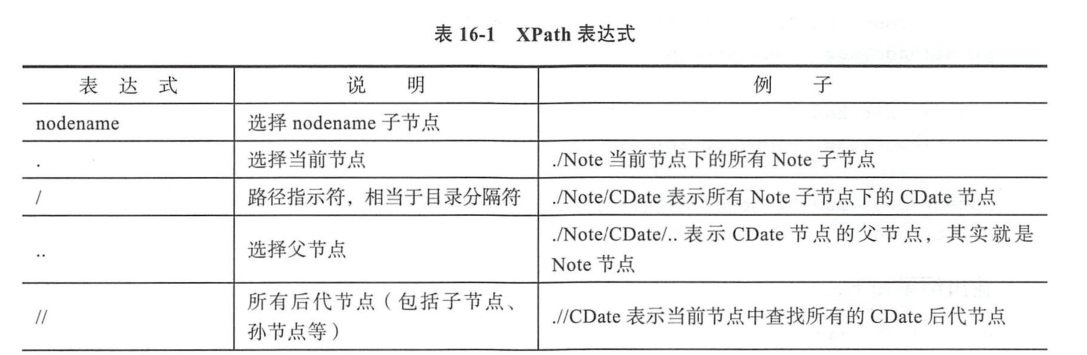 表 16-1 XPath 表达式
表 达 式 说 明 例 子
nodename 选择 nodename 子节点
. 选择当前节点 ./Note 当前节点下的所有 Note 子节点
/ 路径指示符，相当于目录分隔符 ./Note/CDate 表示所有 Note 子节点下的 CDate 节点
.. 选择父节点 ./Note/CDate/.. 表示 CDate 节点的父节点，其实就是
Note 节点
// 所有后代节点（包括子节点、
孙节点等） .//CDate 表示当前节点中查找所有的 CDate 后代节点